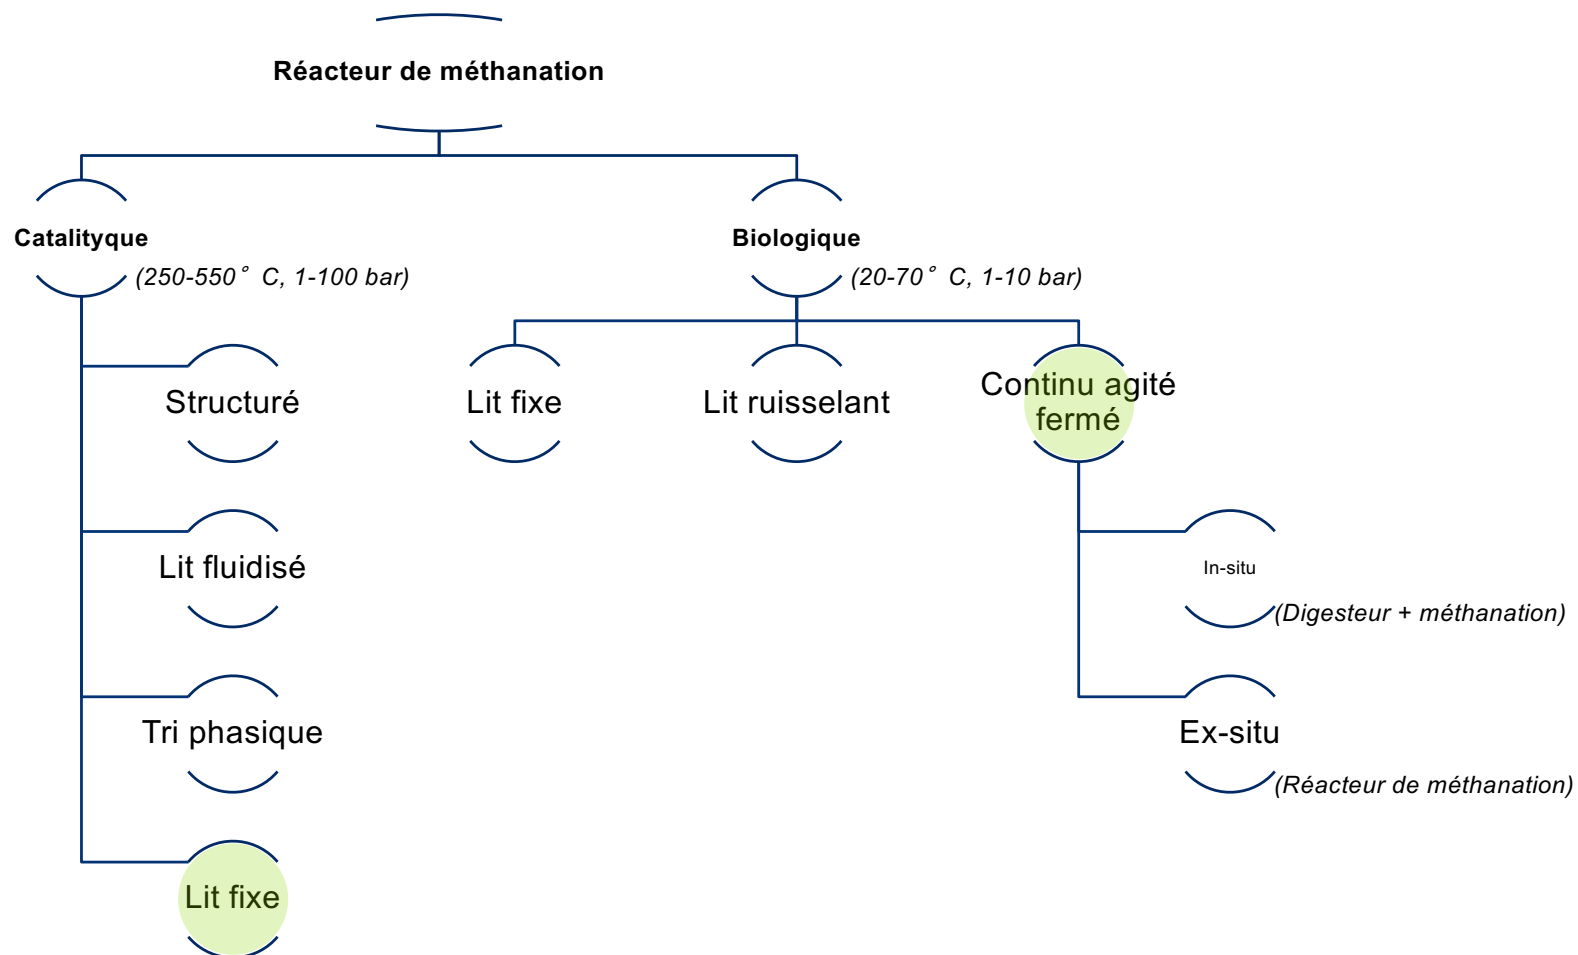 Réacteur de méthanation
Catalityque
(250-550° C, 1-100 bar)
Biologique
(20-70° C, 1-10 bar)
Structuré
Lit fixe
Lit ruisselant
Continu agité
fermé
Lit fluidisé
In-situ
(Digesteur + méthanation)
Tri phasique
Ex-situ
(Réacteur de méthanation)
Lit fixe